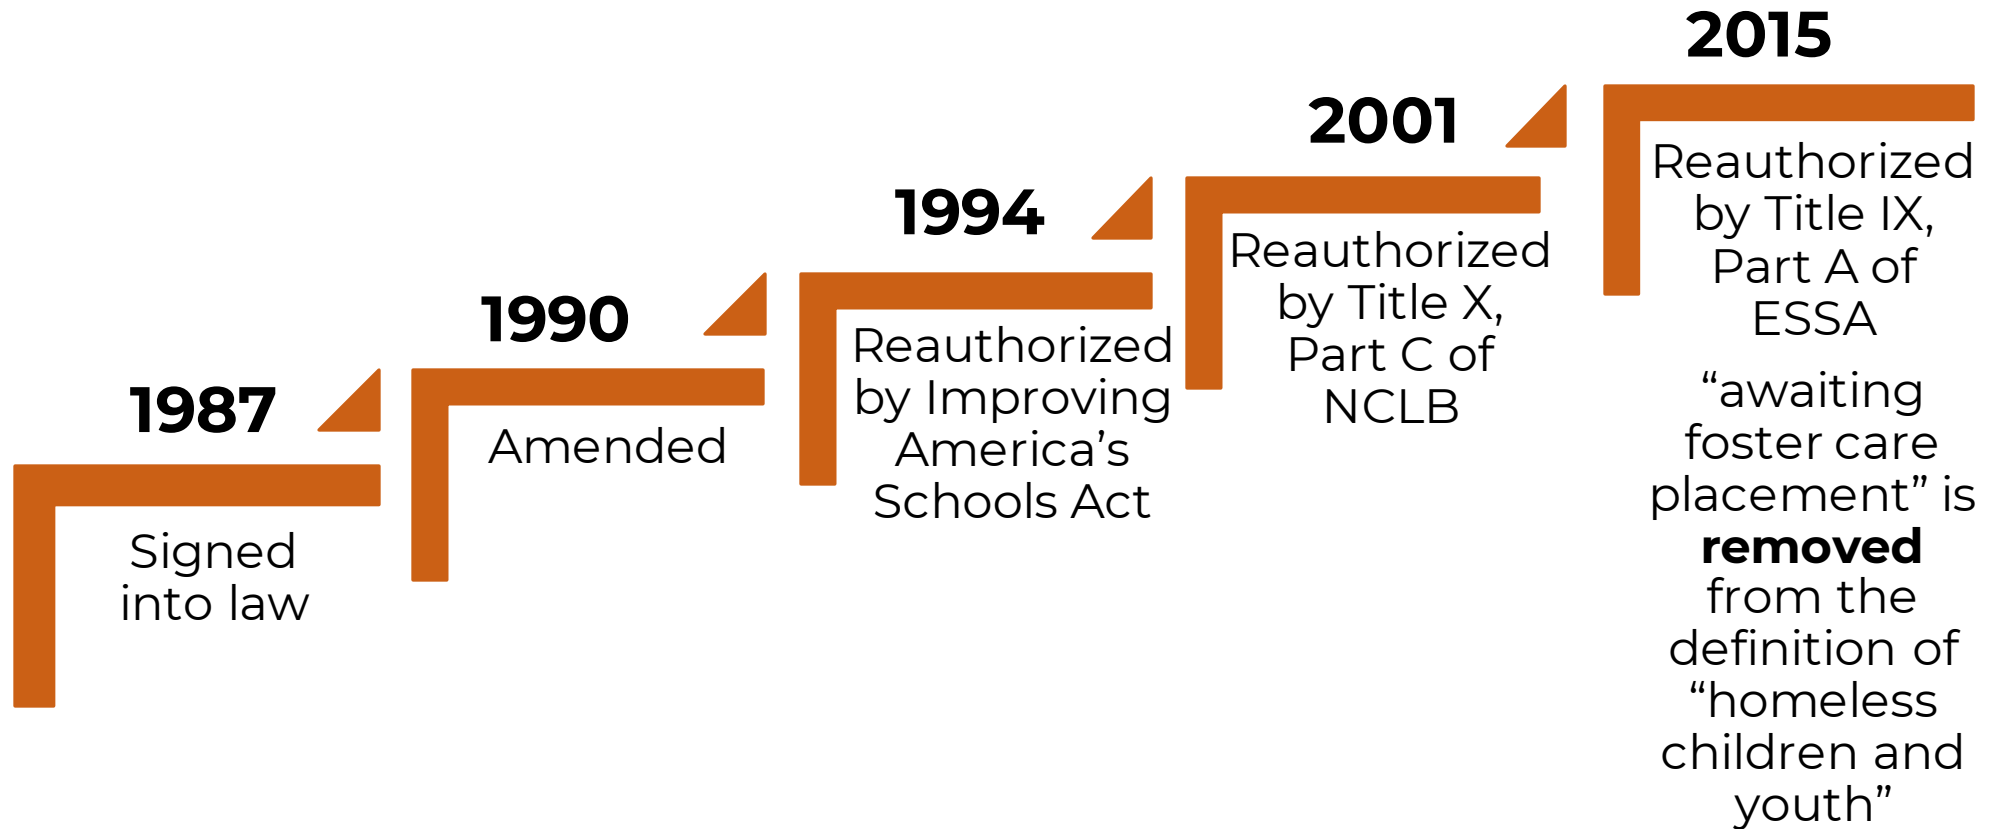 1987
Signed
into law
1990
Amended
1994
Reauthorized
by Improving
America’s
Schools Act
2001
Reauthorized
by Title X,
Part C of
NCLB
2015
Reauthorized
by Title IX,
Part A of
ESSA
“awaiting
foster care
placement” is
removed
from the
definition of
“homeless
children and
youth”